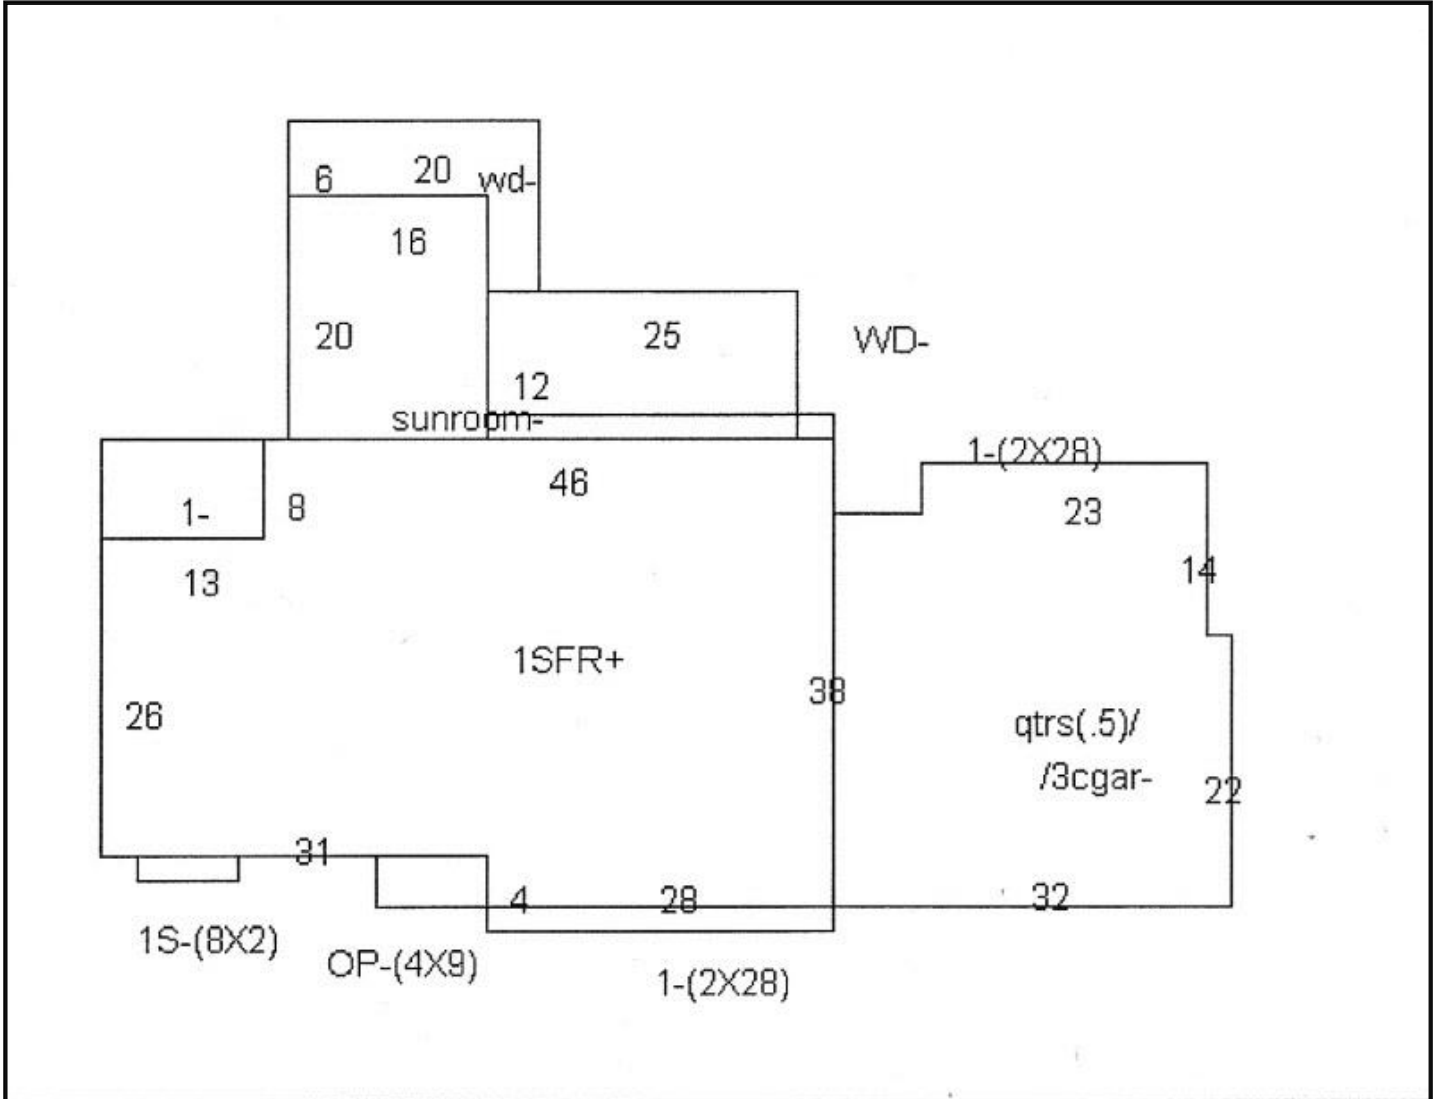 6
20
wd-
16
20
25
WD-
12
sunroom-
1-(2X28)
46
1-
8
23
13
14
1SFR+
38
26
qtrs(.5)/
/3cgar-
22
31
4
28
32
1S-(8X2)
OP-(4X9)
1-(2X28)